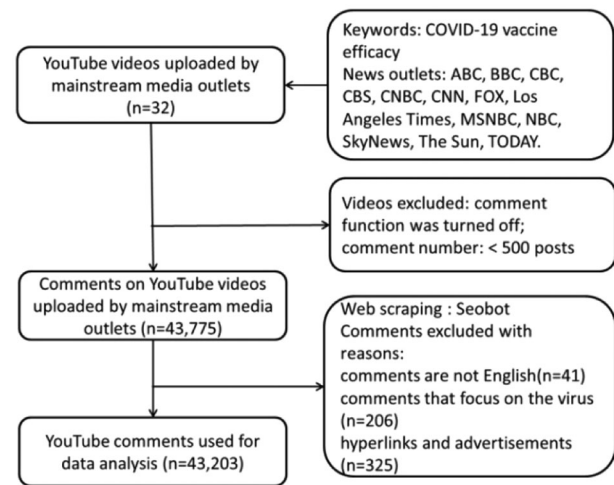 YouTube videos uploaded by
mainstream media outlets
(n=32)
Keywords: COVID-19 vaccine
efficacy
News outlets: ABC, BBC, CBC,
CBS, CNBC, CNN, FOX, Los
Angeles Times, MSNBC, NBC,
SkyNews, The Sun, TODAY.
Videos excluded: comment
function was turned off;
comment number: < 500 posts
Comments on YouTube videos
uploaded by mainstream media
outlets (n=43,775)
Web scraping : Seobot
Comments excluded with
reasons:
comments are not English(n=41)
comments that focus on the virus
(n=206)
hyperlinks and advertisements
(n=325)
YouTube comments used for
data analysis (n=43,203)